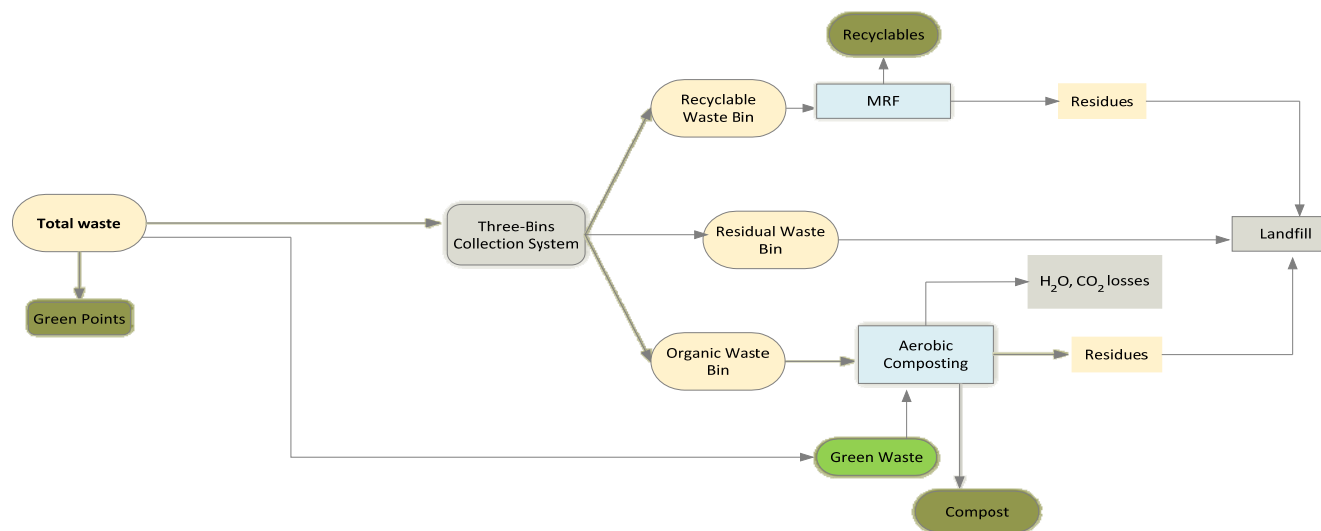 Recyclables
Recyclable
Waste Bin
MRF
Residues
Total waste
Three-Bins
Collection System
Residual Waste
Bin
Landfill
H₂O, CO₂ losses
Green Points
Organic Waste
Bin
Aerobic
Composting
Residues
Green Waste
Compost